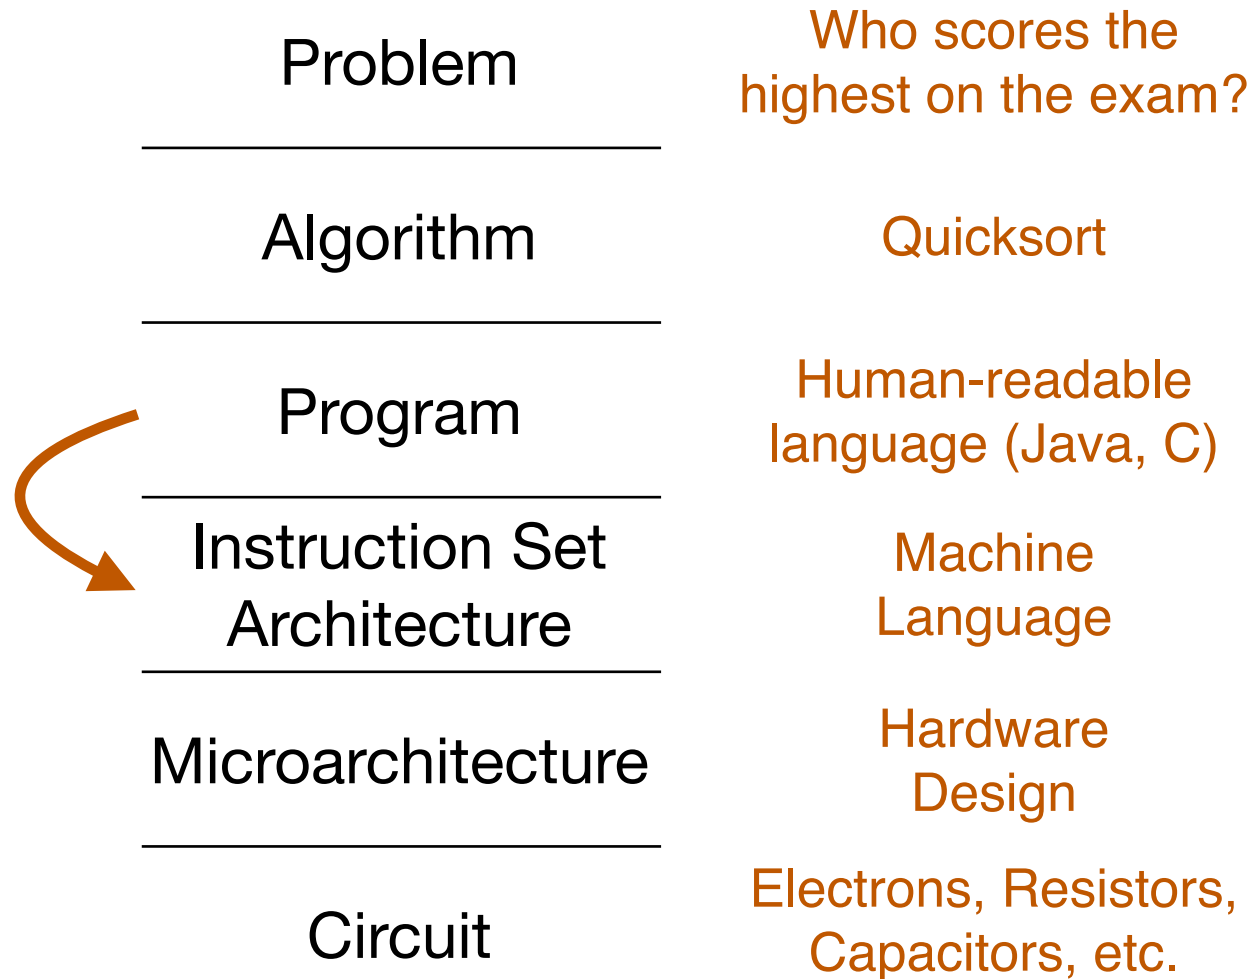 Problem
Who scores the
highest on the exam?
Algorithm
Quicksort
Program
Human-readable
language (Java, C)
Instruction Set
Architecture
Machine
Language
Microarchitecture
Hardware
Design
Circuit
Electrons, Resistors,
Capacitors, etc.